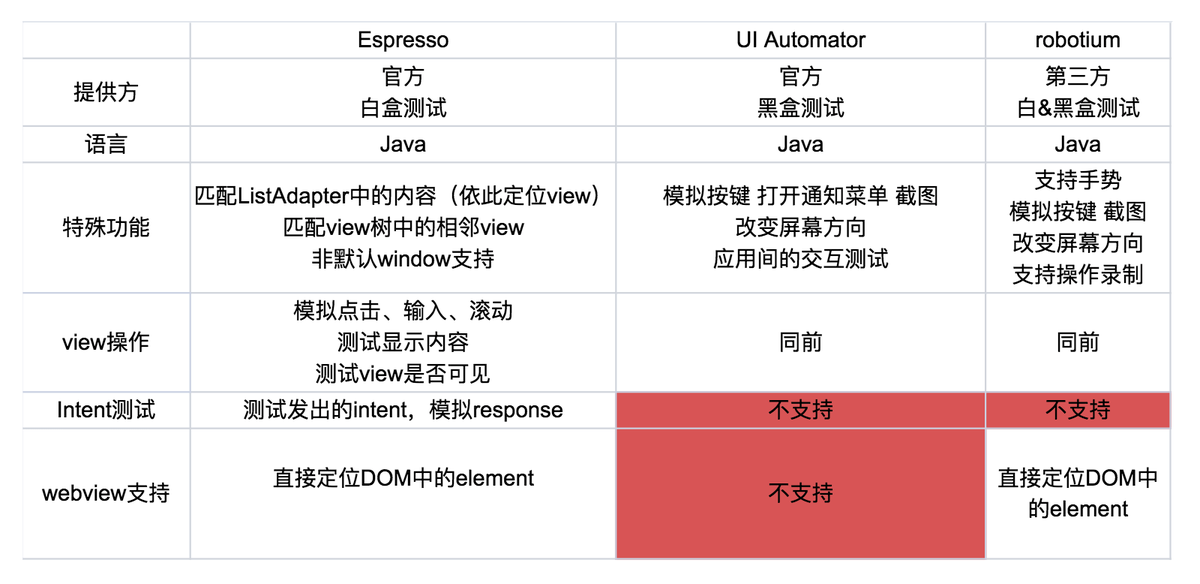 Espresso
UI Automator
robotium
提供方
官方
白盒测试
官方
黑盒测试
第三方
白&黑盒测试
语言
Java
Java
Java
特殊功能
匹配ListAdapter中的内容（依此定位view）
匹配view树中的相邻view
非默认window支持
模拟按键 打开通知菜单 截图
改变屏幕方向
应用间的交互测试
支持手势
模拟按键 截图
改变屏幕方向
支持操作录制
view操作
模拟点击、输入、滚动
测试显示内容
测试view是否可见
同前
同前
Intent测试
测试发出的intent，模拟response
不支持
不支持
webview支持
直接定位DOM中的element
不支持
直接定位DOM中
的element